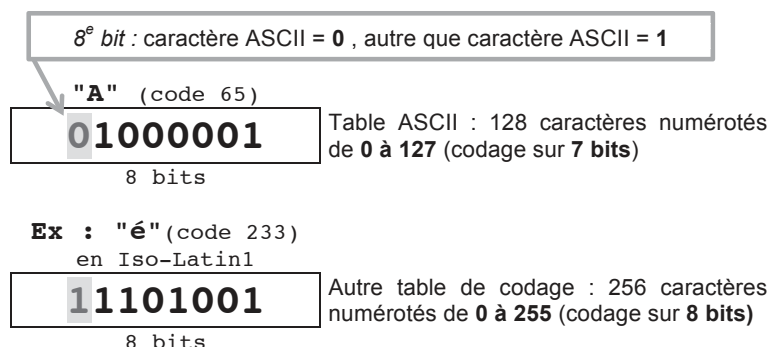 8e bit : caractère ASCII = 0 , autre que caractère ASCII = 1
"A" (code 65)
01000001
8 bits
Table ASCII : 128 caractères numérotés
de 0 à 127 (codage sur 7 bits)
Ex : "é"(code 233)
en Iso-Latin1
11101001
8 bits
Autre table de codage : 256 caractères
numérotés de 0 à 255 (codage sur 8 bits)